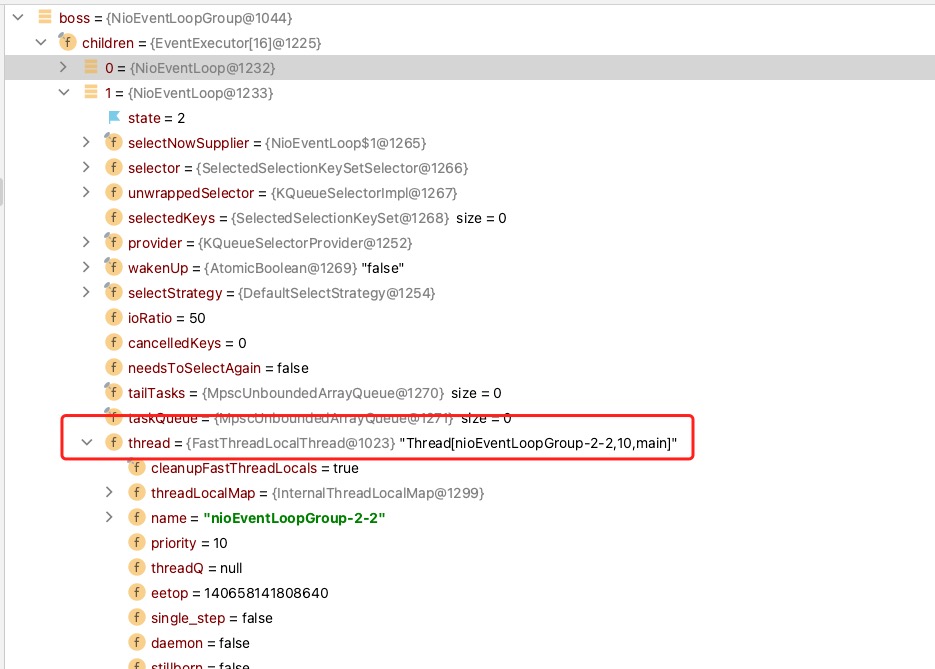 boss = {NioEventLoopGroup@1044}
f children = {EventExecutor[16]@1225}
0 = {NioEventLoop@1232}
1 = {NioEventLoop@1233}
state = 2
f selectNowSupplier = {NioEventLoop$1@1265}
f selector = {SelectedSelectionKeySetSelector@1266}
f unwrappedSelector = {KQueueSelectorImpl@1267}
f selectedKeys = {SelectedSelectionKeySet@1268} size = 0
f provider = {KQueueSelectorProvider@1252}
f wakenUp = {AtomicBoolean@1269} "false"
f selectStrategy = {DefaultSelectStrategy@1254}
f ioRatio = 50
f cancelledKeys = 0
f needsToSelectAgain = false
f tailTasks = {MpscUnboundedArrayQueue@1270} size = 0
f taskQueue = {MpscUnboundedArrayQueue@1271} size = 0
f thread = {FastThreadLocalThread@1023} "Thread[nioEventLoopGroup-2-2,10,main]"
f cleanupFastThreadLocals = true
f threadLocalMap = {InternalThreadLocalMap@1299}
f name = "nioEventLoopGroup-2-2"
f priority = 10
f threadQ = null
f eetop = 140658141808640
f single_step = false
f daemon = false
f stillborn = false